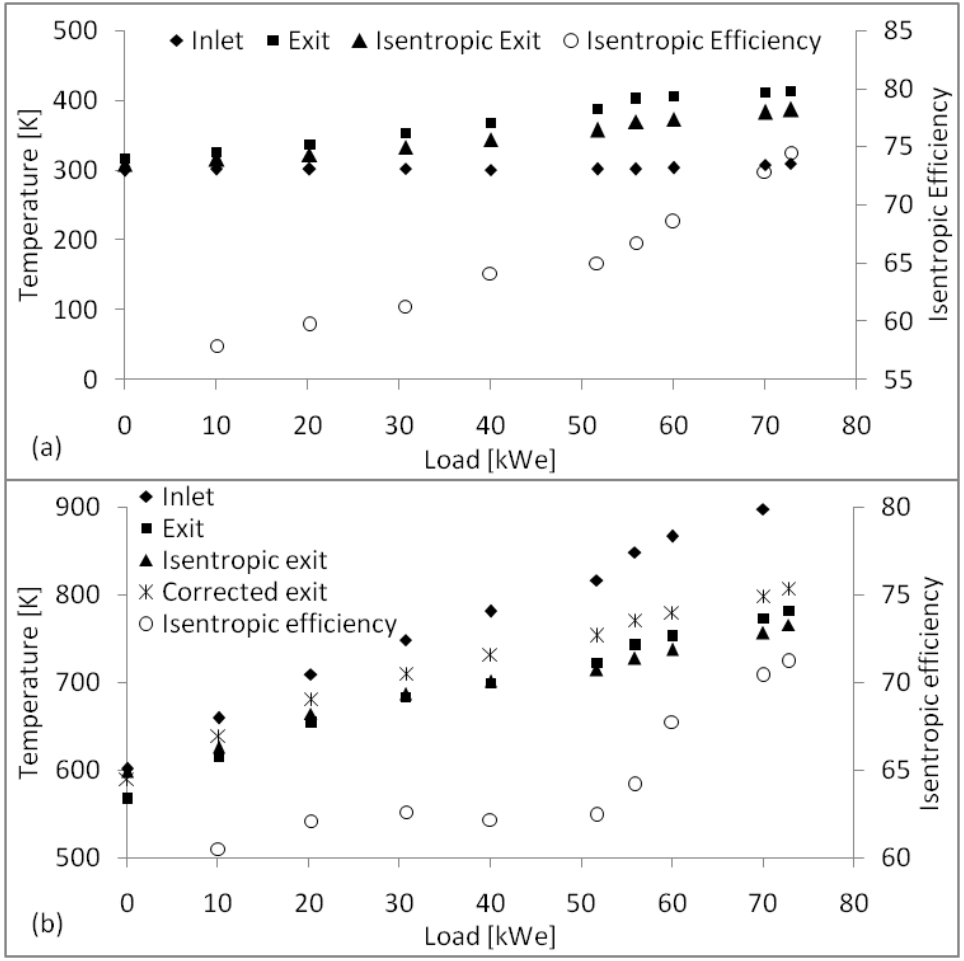 500
400
300
200
100
0
Temperature [K]
Inlet
Exit
Isentropic Exit
Isentropic Efficiency
85
80
75
70
65
60
55
Isentropic Efficiency
0 10 20 30 40 50 60 70 80
Load [kWe]
(a)
900
800
700
600
500
Temperature [K]
Inlet
Exit
Isentropic exit
Corrected exit
Isentropic efficiency
80
75
70
65
60
Isentropic efficiency
0 10 20 30 40 50 60 70 80
Load [kWe]
(b)